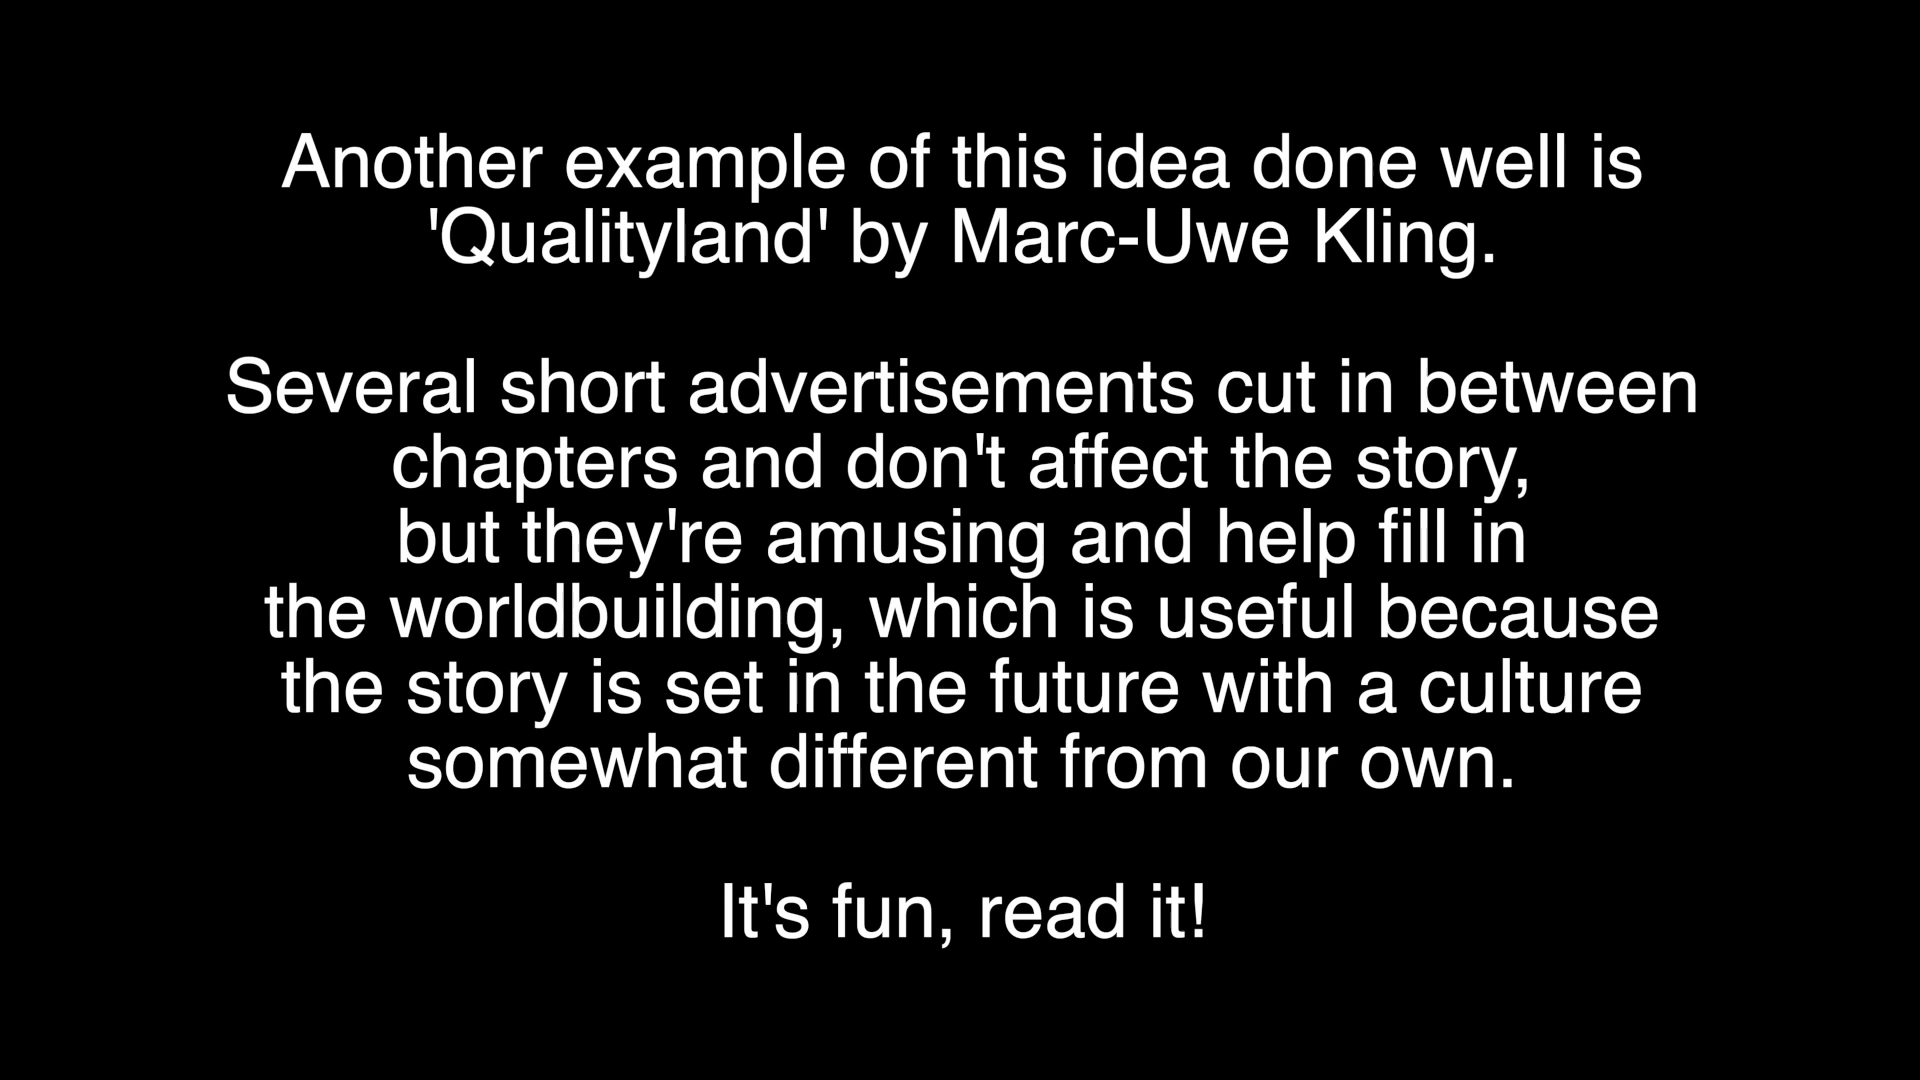 Another example of this idea done well is
'Qualityland' by Marc-Uwe Kling.
Several short advertisements cut in between
chapters and don't affect the story,
but they're amusing and help fill in
the worldbuilding, which is useful because
the story is set in the future with a culture
somewhat different from our own.
It's fun, read it!